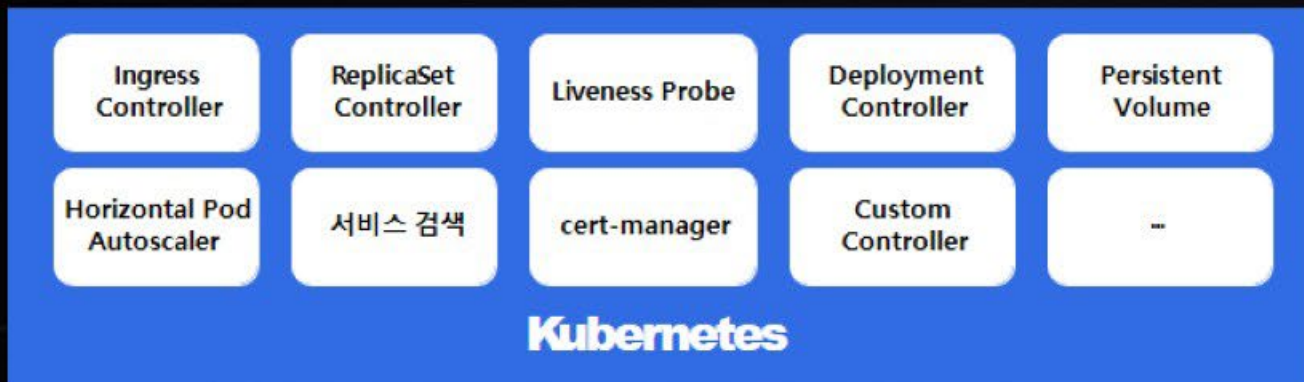 Ingress
Controller
ReplicaSet
Controller
Liveness Probe
Deployment
Controller
Persistent
Volume
Horizontal Pod
Autoscaler
서비스 검색
cert-manager
Custom
Controller
...
Kubernetes